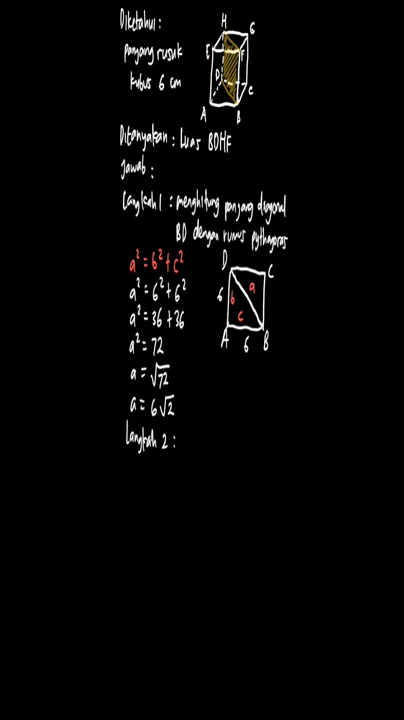 Diketahui :
panjang rusuk
kubus 6 cm
H
G
E
F
D
C
A
B
Ditanyakan : Luas BDHF
Jawab :
Langkah 1 : menghitung panjang diagonal
BD dengan rumus pythagoras
a² = b² + c²
a² = 6² + 6²
a² = 36 + 36
a² = 72
a = √72
a = 6√2
D
C
6
b
a
c
A
6
B
Langkah 2 :